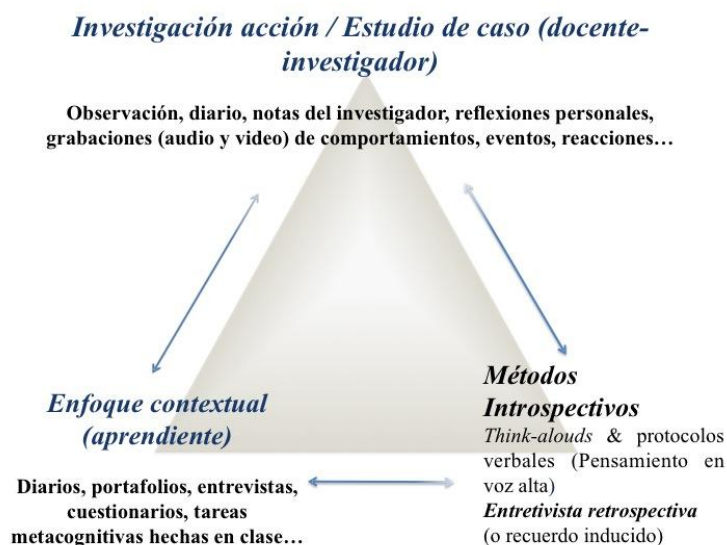 Investigación acción / Estudio de caso (docente-
investigador)
Observación, diario, notas del investigador, reflexiones personales,
grabaciones (audio y video) de comportamientos, eventos, reacciones…
Enfoque contextual
(aprendiente)
Diarios, portafolios, entrevistas,
cuestionarios, tareas
metacognitivas hechas en clase…
Métodos
Introspectivos
Think-alouds & protocolos
verbales (Pensamiento en
voz alta)
Entretivista retrospectiva
(o recuerdo inducido)